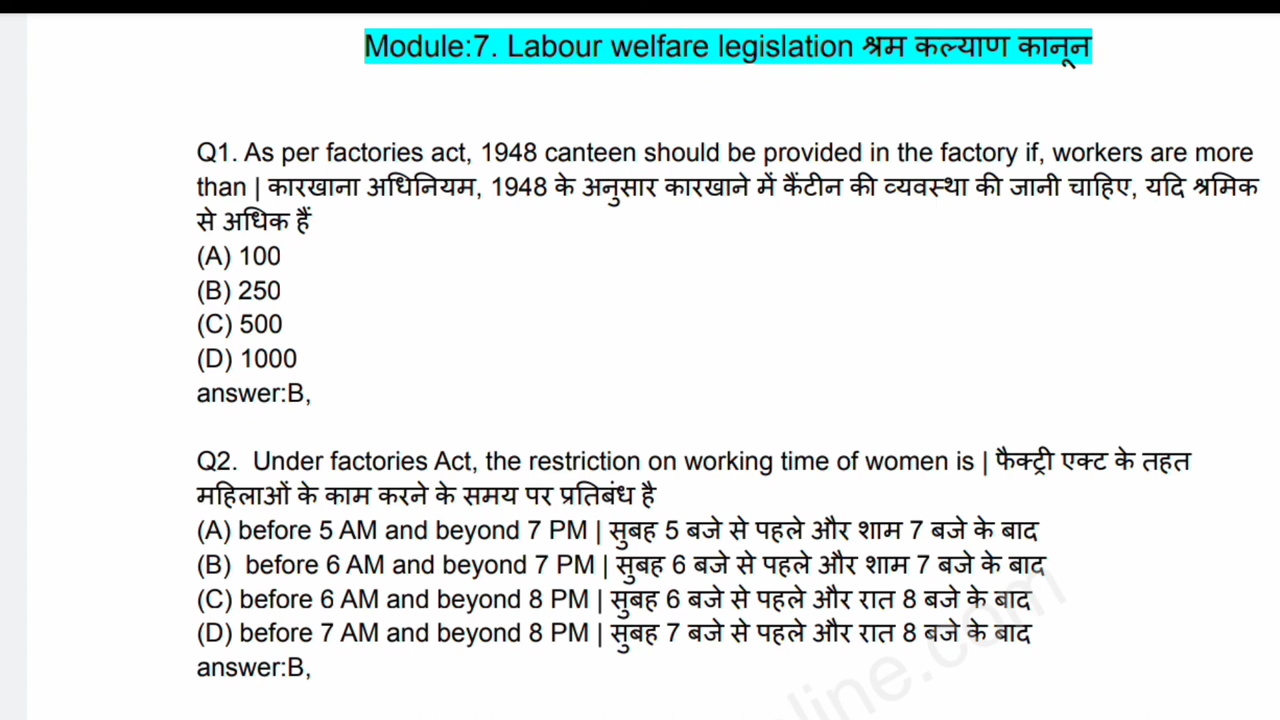 Module:7. Labour welfare legislation श्रम कल्याण कानून
Q1. As per factories act, 1948 canteen should be provided in the factory if, workers are more
than | कारखाना अधिनियम, 1948 के अनुसार कारखाने में कैंटीन की व्यवस्था की जानी चाहिए, यदि श्रमिक
से अधिक हैं
(A) 100
(B) 250
(C) 500
(D) 1000
answer:B,
Q2.  Under factories Act, the restriction on working time of women is | फैक्ट्री एक्ट के तहत
महिलाओं के काम करने के समय पर प्रतिबंध है
(A) before 5 AM and beyond 7 PM | सुबह 5 बजे से पहले और शाम 7 बजे के बाद
(B)  before 6 AM and beyond 7 PM | सुबह 6 बजे से पहले और शाम 7 बजे के बाद
(C) before 6 AM and beyond 8 PM | सुबह 6 बजे से पहले और रात 8 बजे के बाद
(D) before 7 AM and beyond 8 PM | सुबह 7 बजे से पहले और रात 8 बजे के बाद
answer:B,